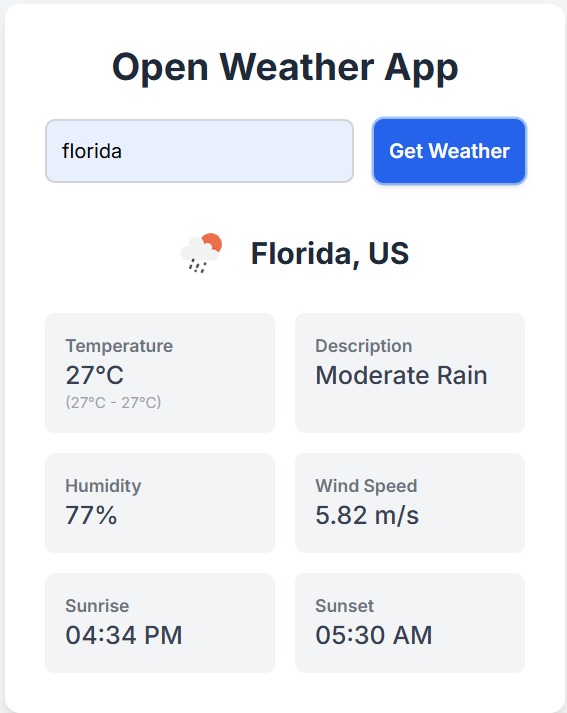 Open Weather App
florida
Get Weather
Florida, US
Temperature
27°C
(27°C - 27°C)
Description
Moderate Rain
Humidity
77%
Wind Speed
5.82 m/s
Sunrise
04:34 PM
Sunset
05:30 AM